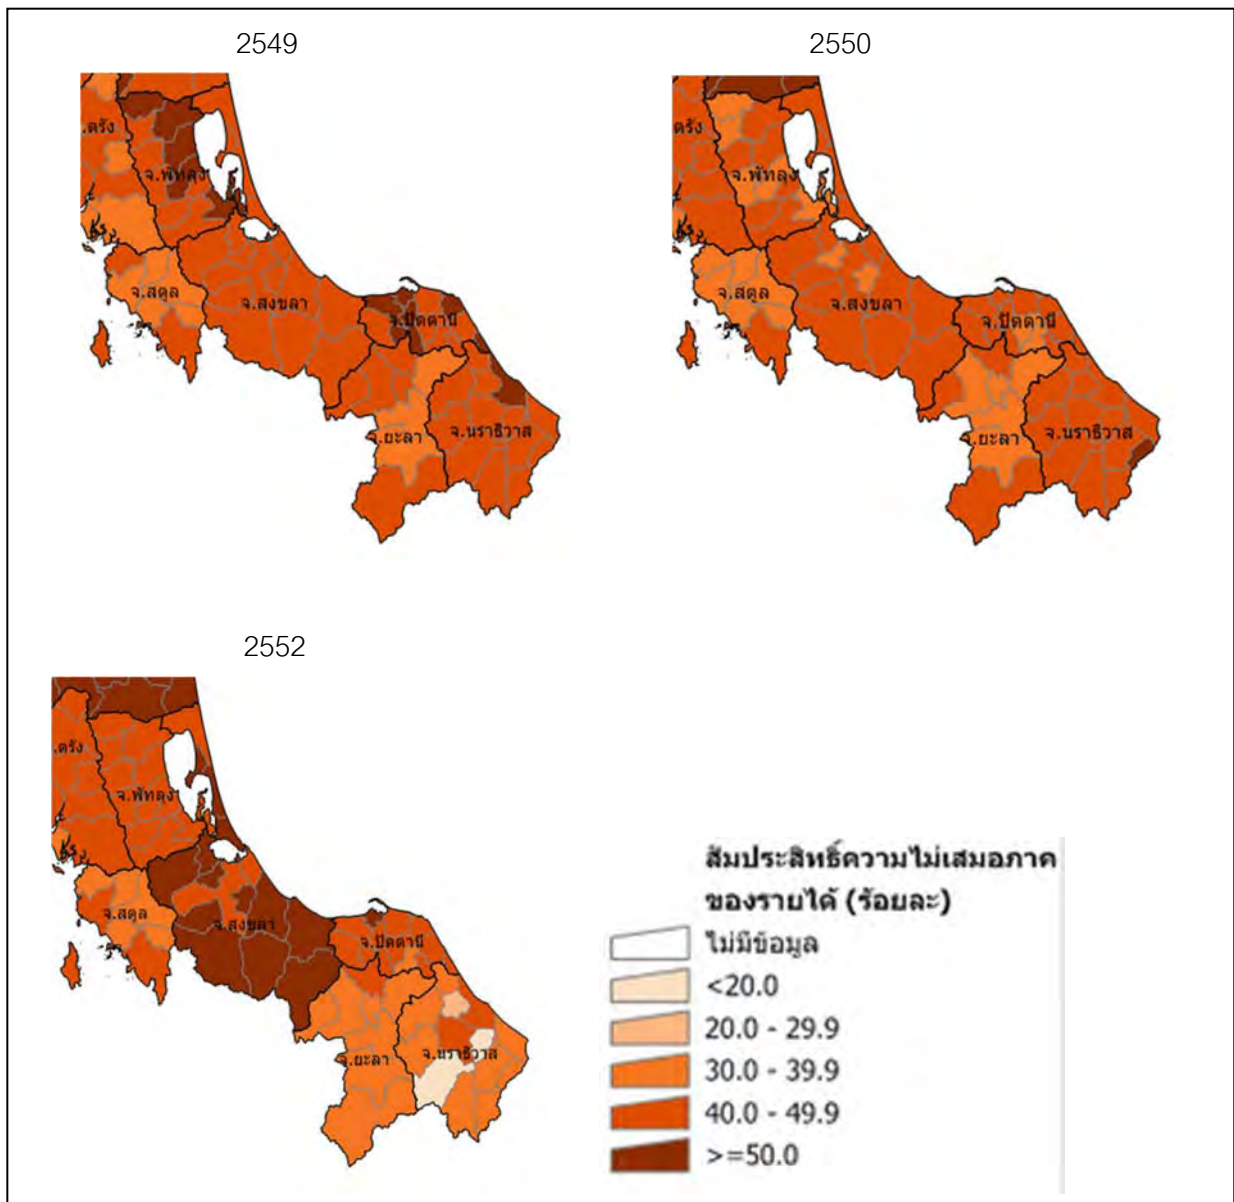 2549
2550
.ตรัง
จ.พัทลุง
จ.สตูล
จ.สงขลา
จ.ปัตตานี
จ.ยะลา
จ.นราธิวาส
ตรัง
จ.พัทลุง
จ.สตูล
จ.สงขลา
จ.ปัตตานี
จ.ยะลา
จ.นราธิวาส
2552
.ตรัง
จ.พัทลุง
จ.สตูล
จ.สงขลา
จ.ปัตตานี
จ.ยะลา
จ.นราธิวาส
สัมประสิทธิ์ความไม่เสมอภาค
ของรายได้ (ร้อยละ)
ไม่มีข้อมูล
<20.0
20.0 - 29.9
30.0 - 39.9
40.0 - 49.9
>=50.0